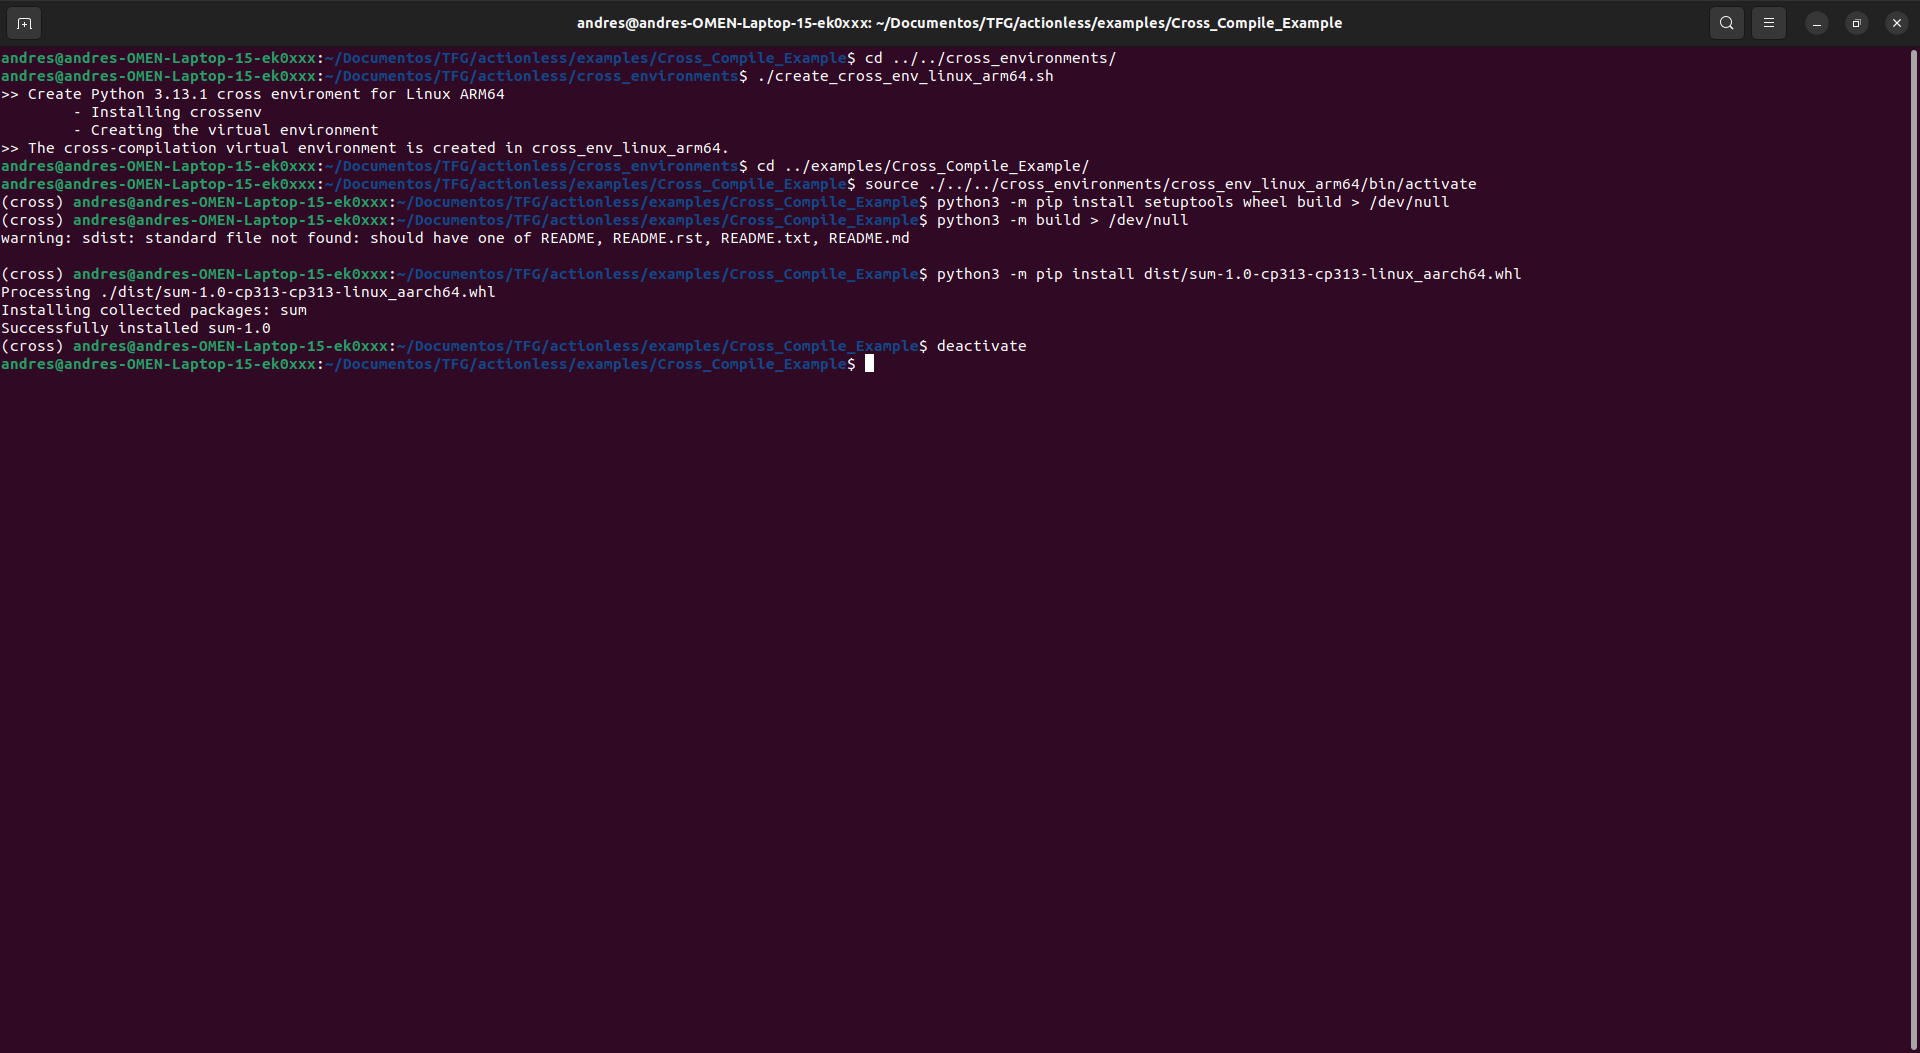 andres@andres-OMEN-Laptop-15-ek0xxx: ~/Documentos/TFG/actionless/examples/Cross_Compile_Example
andres@andres-OMEN-Laptop-15-ek0xxx:~/Documentos/TFG/actionless/examples/Cross_Compile_Example$ cd ../../cross_environments/
andres@andres-OMEN-Laptop-15-ek0xxx:~/Documentos/TFG/actionless/cross_environments$ ./create_cross_env_linux_arm64.sh
>> Create Python 3.13.1 cross enviroment for Linux ARM64
        - Installing crossenv
        - Creating the virtual environment
>> The cross-compilation virtual environment is created in cross_env_linux_arm64.
andres@andres-OMEN-Laptop-15-ek0xxx:~/Documentos/TFG/actionless/cross_environments$ cd ../examples/Cross_Compile_Example/
andres@andres-OMEN-Laptop-15-ek0xxx:~/Documentos/TFG/actionless/examples/Cross_Compile_Example$ source ./../../cross_environments/cross_env_linux_arm64/bin/activate
(cross) andres@andres-OMEN-Laptop-15-ek0xxx:~/Documentos/TFG/actionless/examples/Cross_Compile_Example$ python3 -m pip install setuptools wheel build > /dev/null
(cross) andres@andres-OMEN-Laptop-15-ek0xxx:~/Documentos/TFG/actionless/examples/Cross_Compile_Example$ python3 -m build > /dev/null
warning: sdist: standard file not found: should have one of README, README.rst, README.txt, README.md
(cross) andres@andres-OMEN-Laptop-15-ek0xxx:~/Documentos/TFG/actionless/examples/Cross_Compile_Example$ python3 -m pip install dist/sum-1.0-cp313-cp313-linux_aarch64.whl
Processing ./dist/sum-1.0-cp313-cp313-linux_aarch64.whl
Installing collected packages: sum
Successfully installed sum-1.0
(cross) andres@andres-OMEN-Laptop-15-ek0xxx:~/Documentos/TFG/actionless/examples/Cross_Compile_Example$ deactivate
andres@andres-OMEN-Laptop-15-ek0xxx:~/Documentos/TFG/actionless/examples/Cross_Compile_Example$